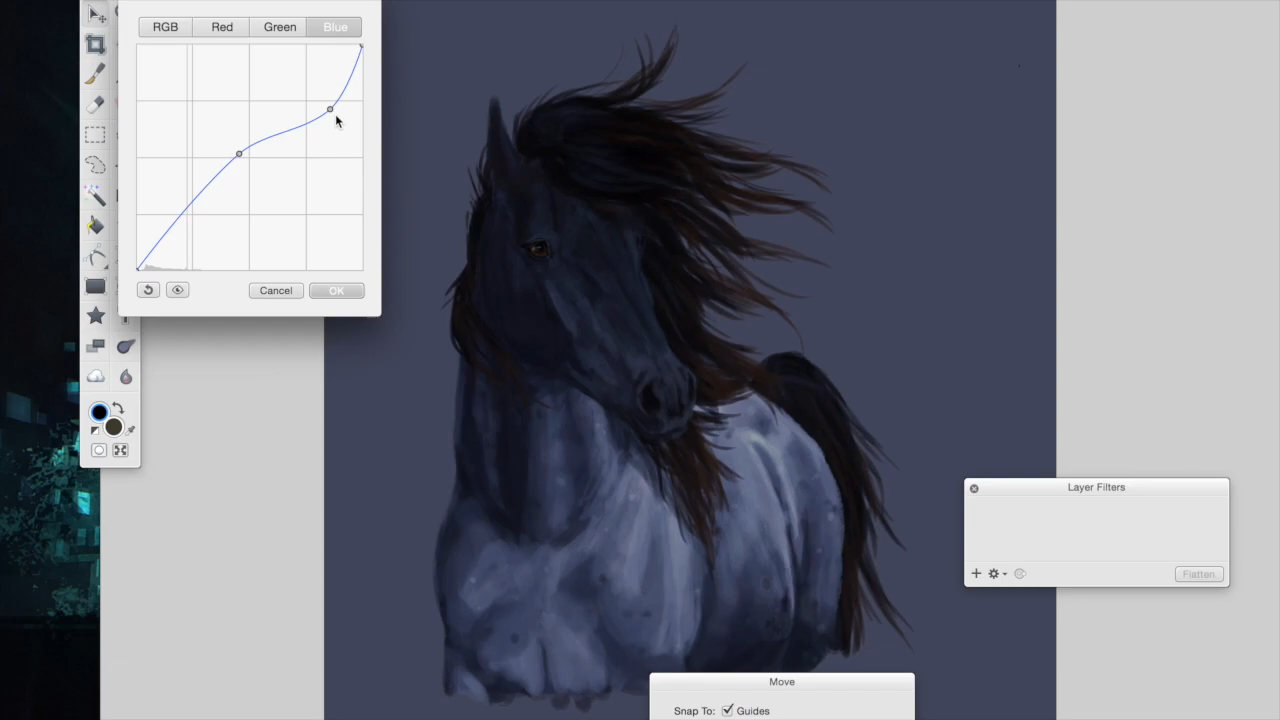 RGB Red Green Blue
Cancel OK
Layer Filters
Flatten
Move
Snap To: Guides